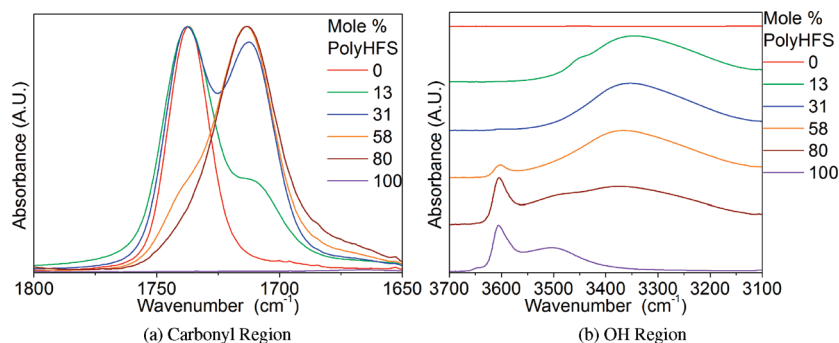 Absorbance (A.U.)
Mole %
PolyHFS
0
13
31
58
80
100
1800
1750
1700
1650
Wavenumber (cm-1)
(a) Carbonyl Region
Absorbance (A.U.)
Mole %
PolyHFS
0
13
31
58
80
100
3700
3600
3500
3400
3300
3200
3100
Wavenumber (cm-1)
(b) OH Region